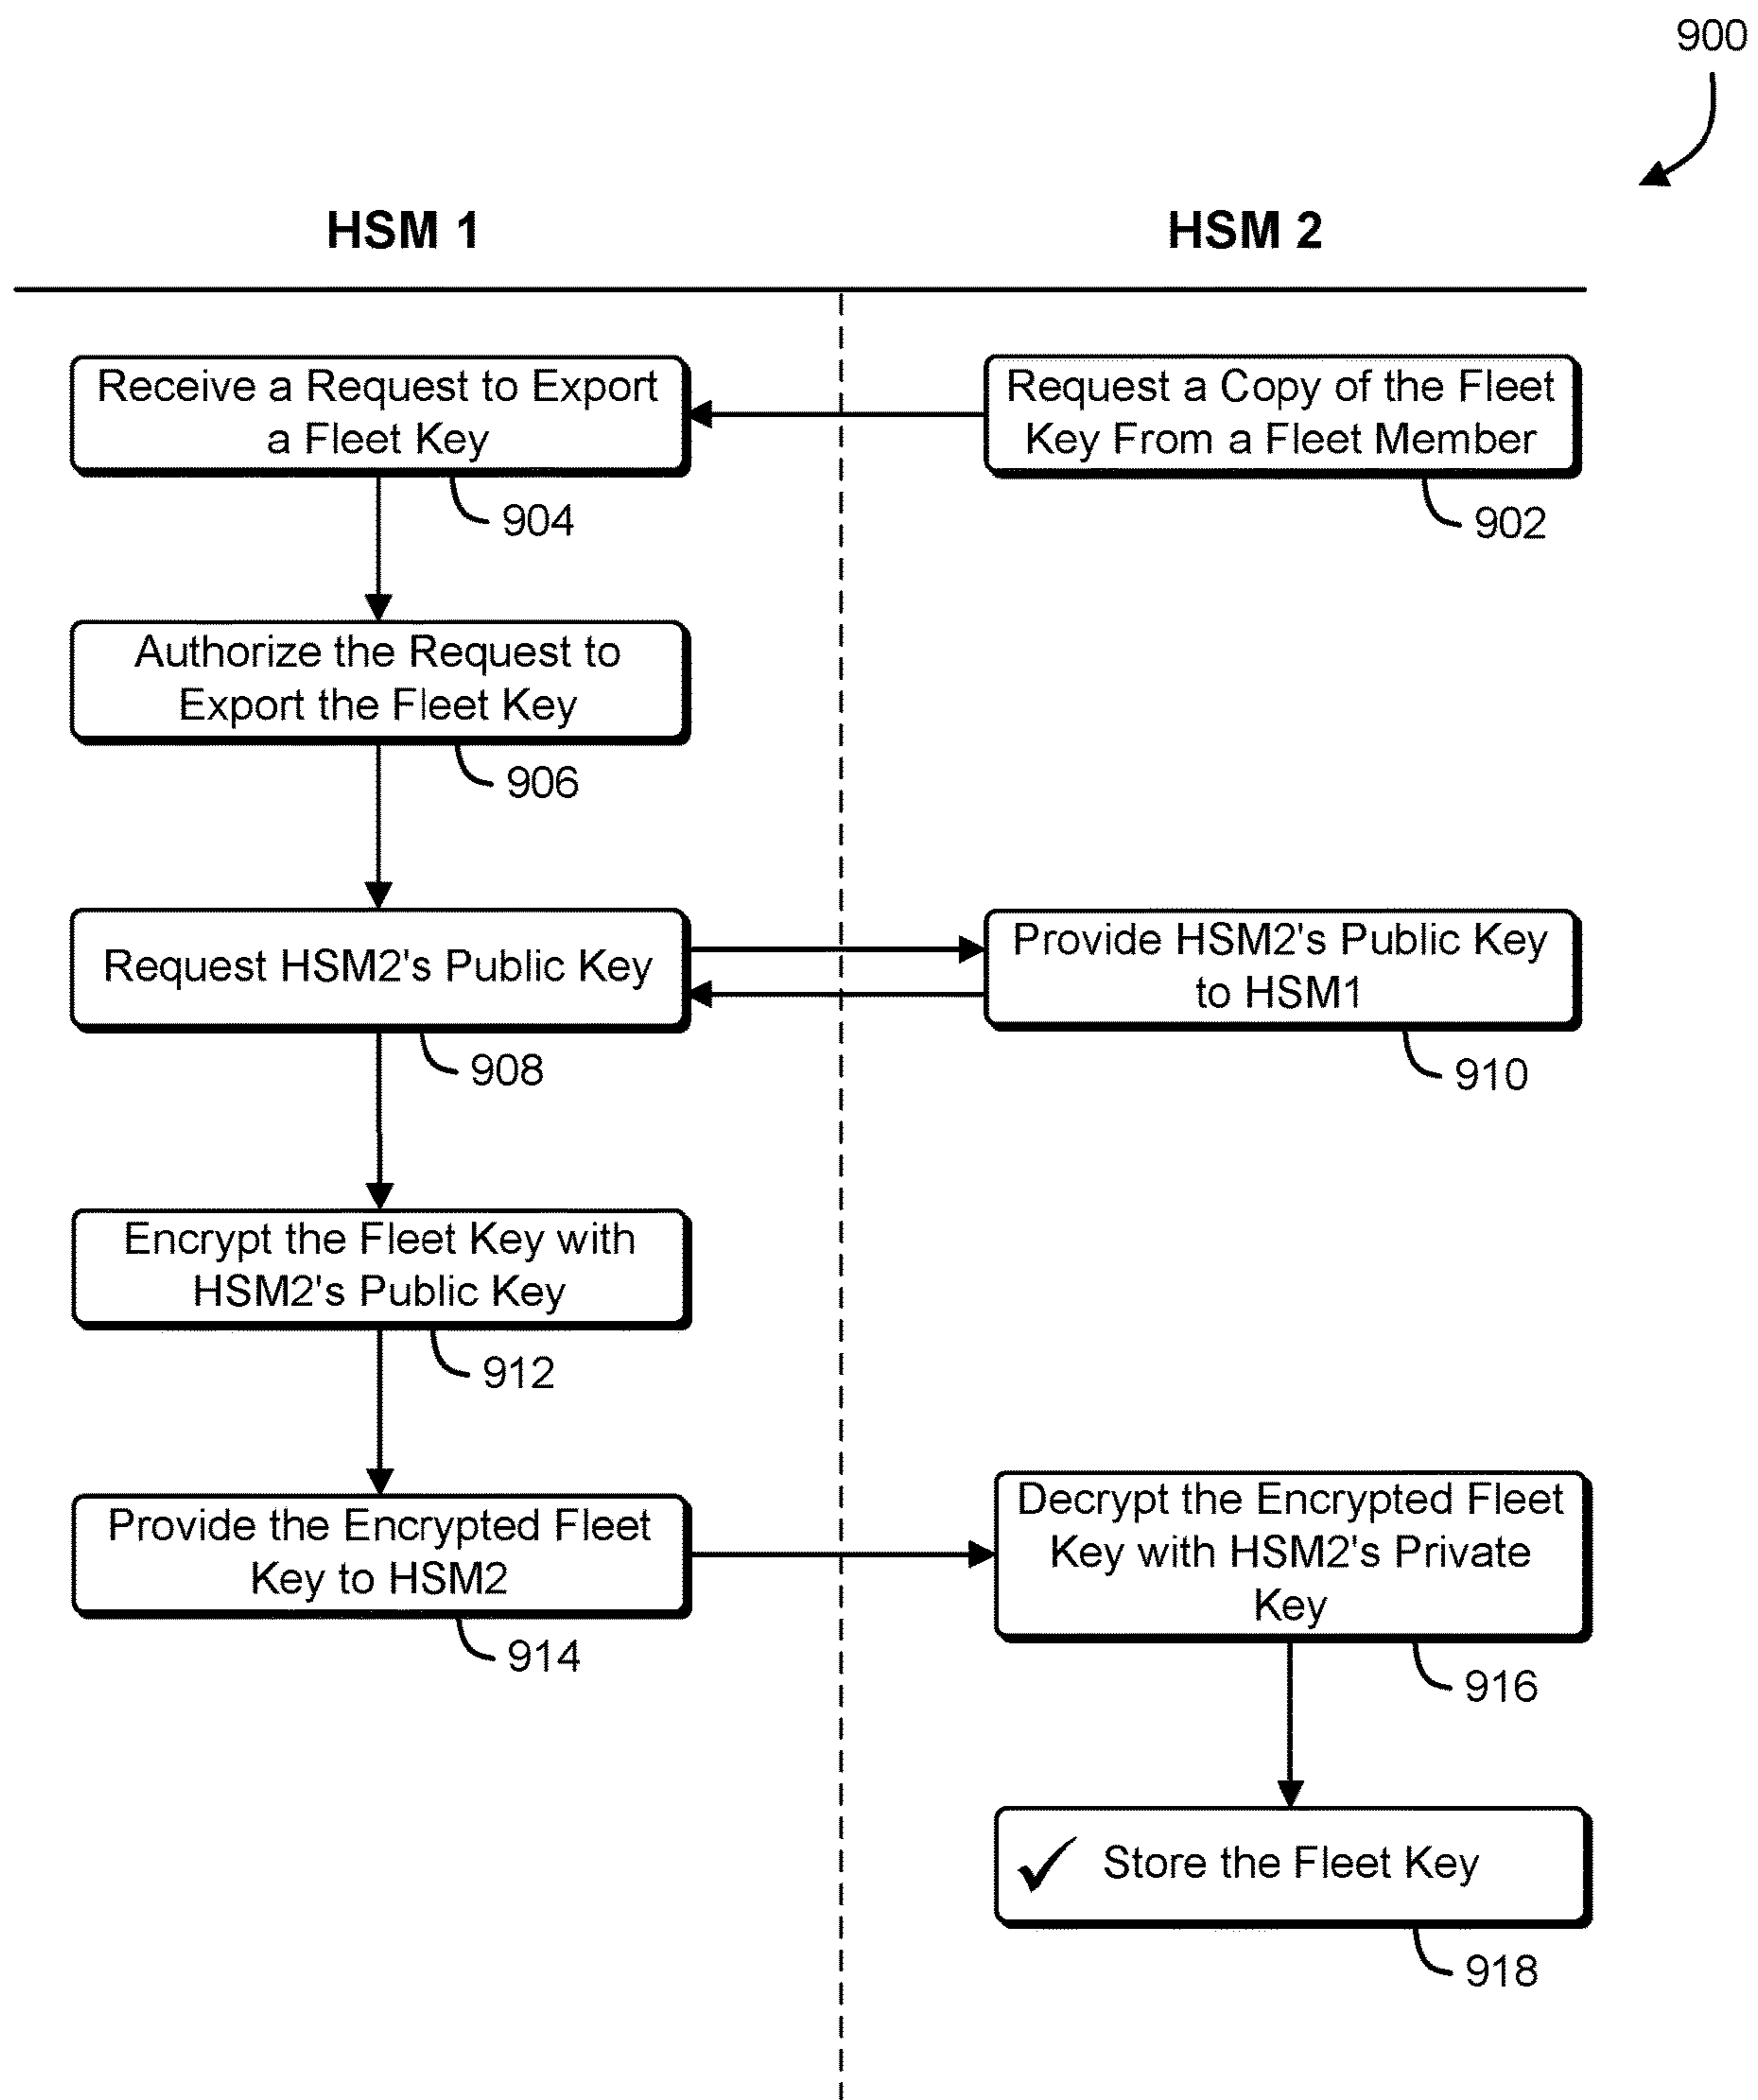 900
HSM 1
HSM 2
Receive a Request to Export
a Fleet Key
904
Request a Copy of the Fleet
Key From a Fleet Member
902
Authorize the Request to
Export the Fleet Key
906
Request HSM2's Public Key
908
Provide HSM2's Public Key
to HSM1
910
Encrypt the Fleet Key with
HSM2's Public Key
912
Provide the Encrypted Fleet
Key to HSM2
914
Decrypt the Encrypted Fleet
Key with HSM2's Private
Key
916
Store the Fleet Key
918